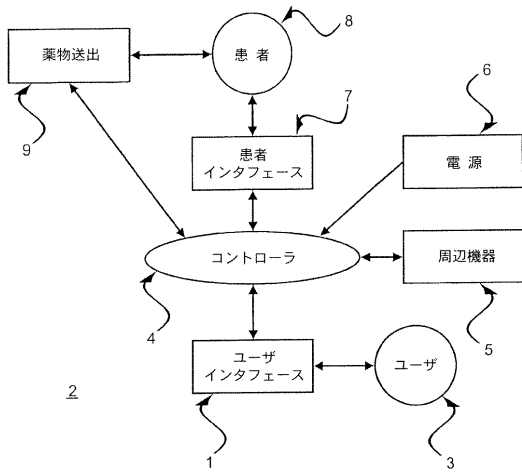 8
薬物送出
患 者
6
7
9
患者
インタフェース
電 源
コントローラ
周辺機器
4
5
ユーザ
インタフェース
ユーザ
2
1
3